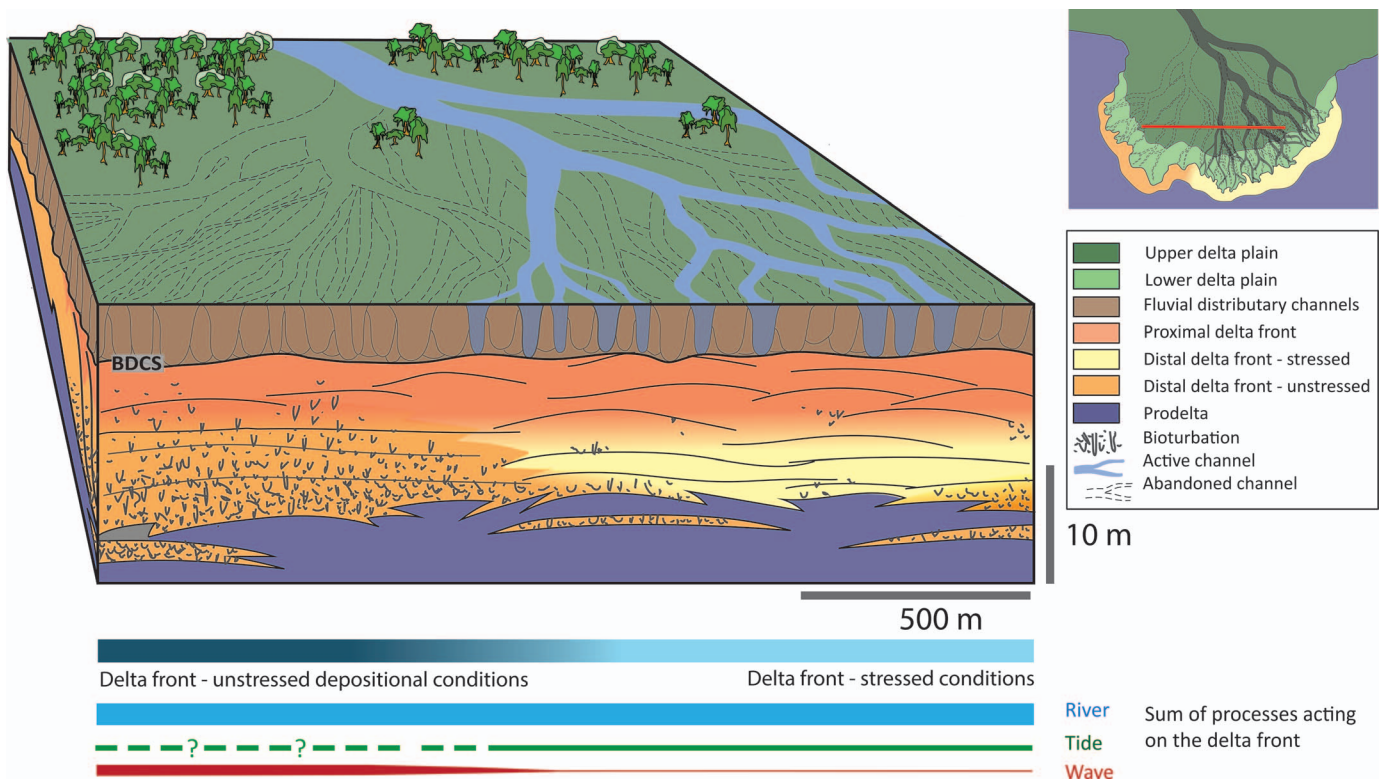 BDCS
Upper delta plain
Lower delta plain
Fluvial distributary channels
Proximal delta front
Distal delta front - stressed
Distal delta front - unstressed
Prodelta
Bioturbation
Active channel
Abandoned channel
10 m
500 m
Delta front - unstressed depositional conditions
Delta front - stressed conditions
River
Sum of processes acting
on the delta front
? ?
Tide
Wave